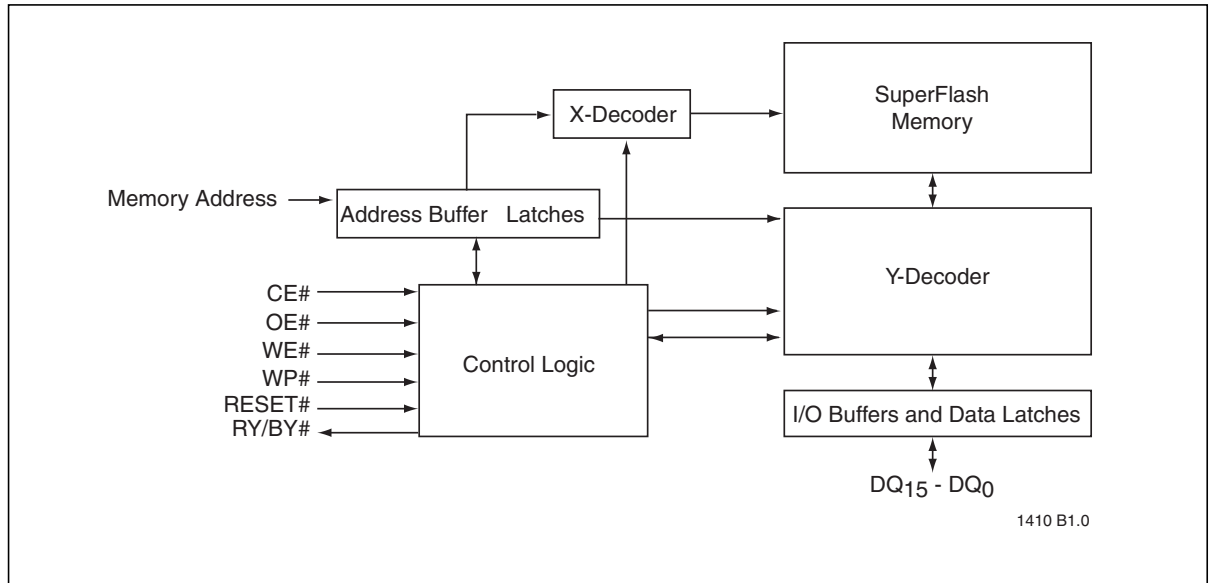 SuperFlash
Memory
X-Decoder
Memory Address
Address Buffer Latches
Y-Decoder
CE#
OE#
WE#
WP#
RESET#
RY/BY#
Control Logic
I/O Buffers and Data Latches
DQ15 - DQ0
1410 B1.0